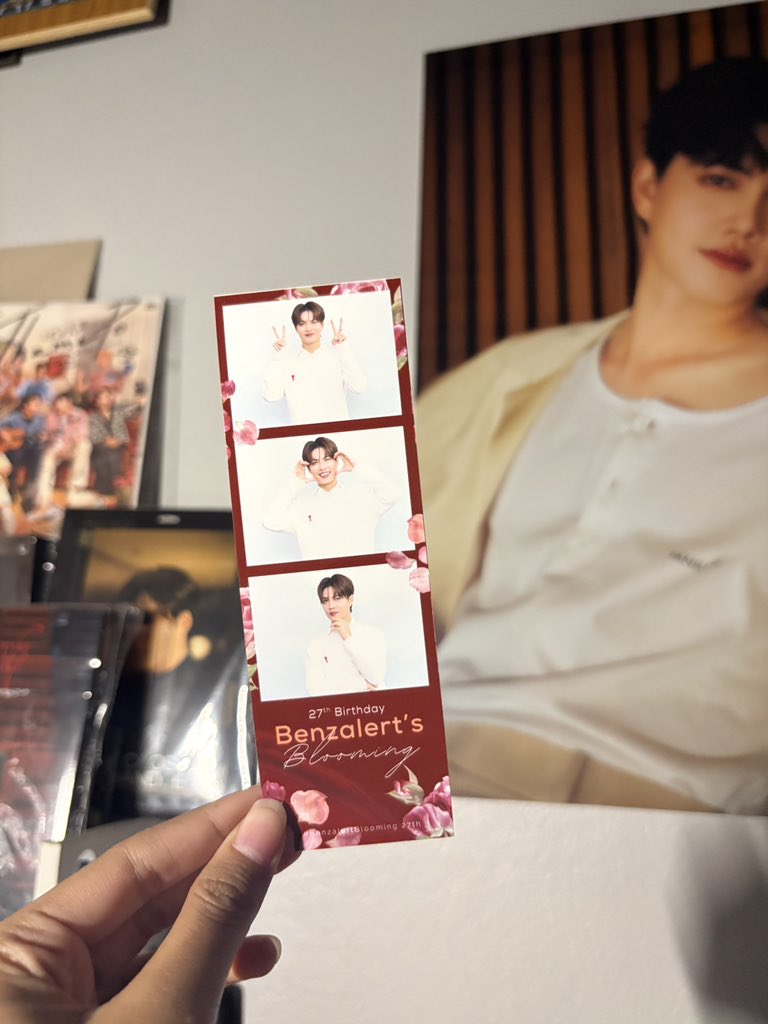 27th Birthday
Benzalert's
Blooming
#BenzalertBlooming 27th